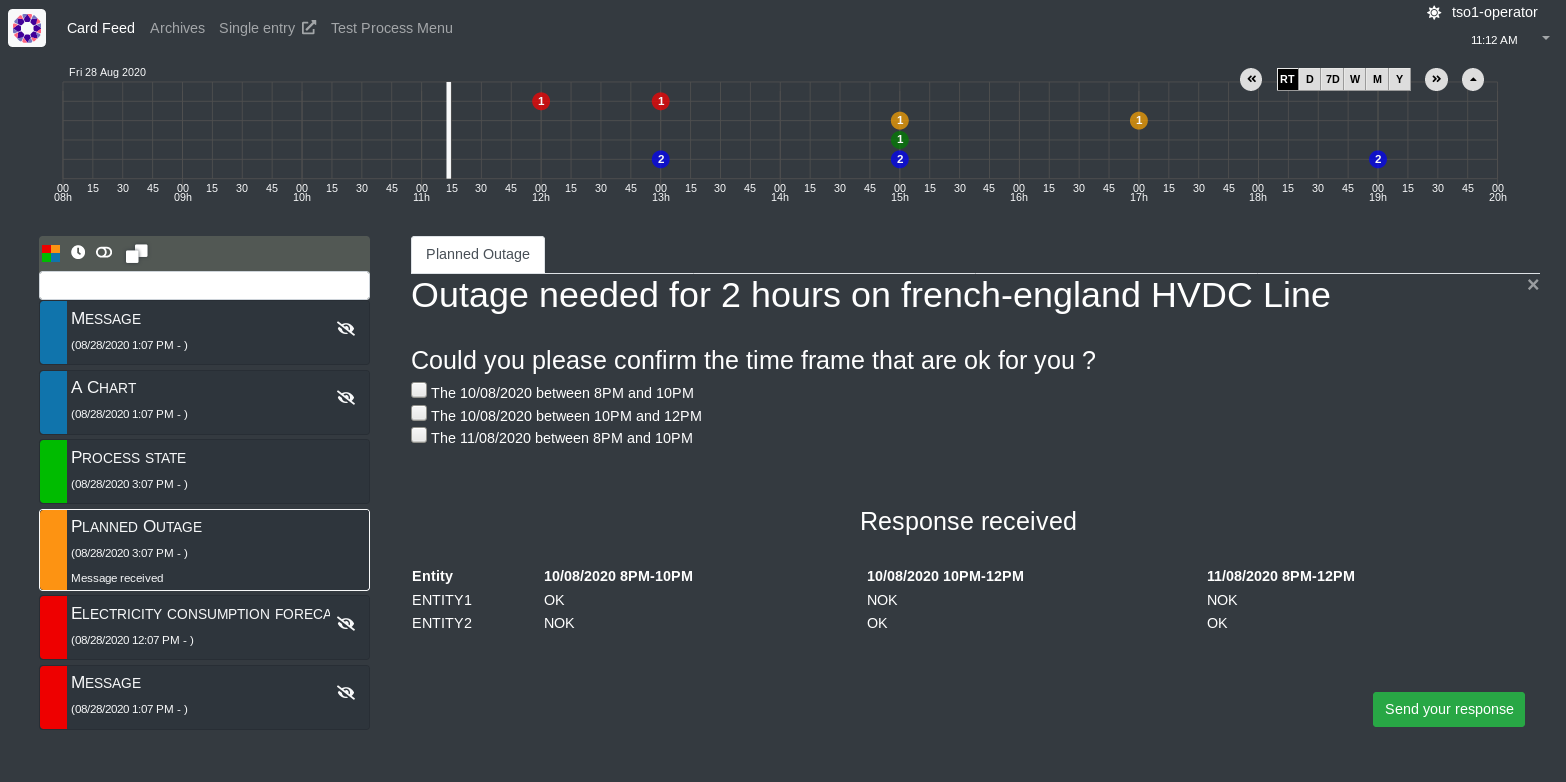 Card Feed Archives Single entry Test Process Menu tso1-operator
11:12 AM
Fri 28 Aug 2020 RT D 7D W M Y
1 1
1 1
1
2 2 2
00 15 30 45 00 15 30 45 00 15 30 45 00 15 30 45 00 15 30 45 00 15 30 45 00 15 30 45 00 15 30 45 00 15 30 45 00 15 30 45 00 15 30 45 00 15 30 45 00
08h 09h 10h 11h 12h 13h 14h 15h 16h 17h 18h 19h 20h
Message
(08/28/2020 1:07 PM - )
A Chart
(08/28/2020 1:07 PM - )
Process state
(08/28/2020 3:07 PM - )
Planned Outage
(08/28/2020 3:07 PM - )
Message received
Electricity consumption foreca
(08/28/2020 12:07 PM - )
Message
(08/28/2020 1:07 PM - )
Planned Outage
×
Outage needed for 2 hours on french-england HVDC Line
Could you please confirm the time frame that are ok for you ?
The 10/08/2020 between 8PM and 10PM
The 10/08/2020 between 10PM and 12PM
The 11/08/2020 between 8PM and 10PM
Response received
Entity 10/08/2020 8PM-10PM 10/08/2020 10PM-12PM 11/08/2020 8PM-12PM
ENTITY1 OK NOK NOK
ENTITY2 NOK OK OK
Send your response